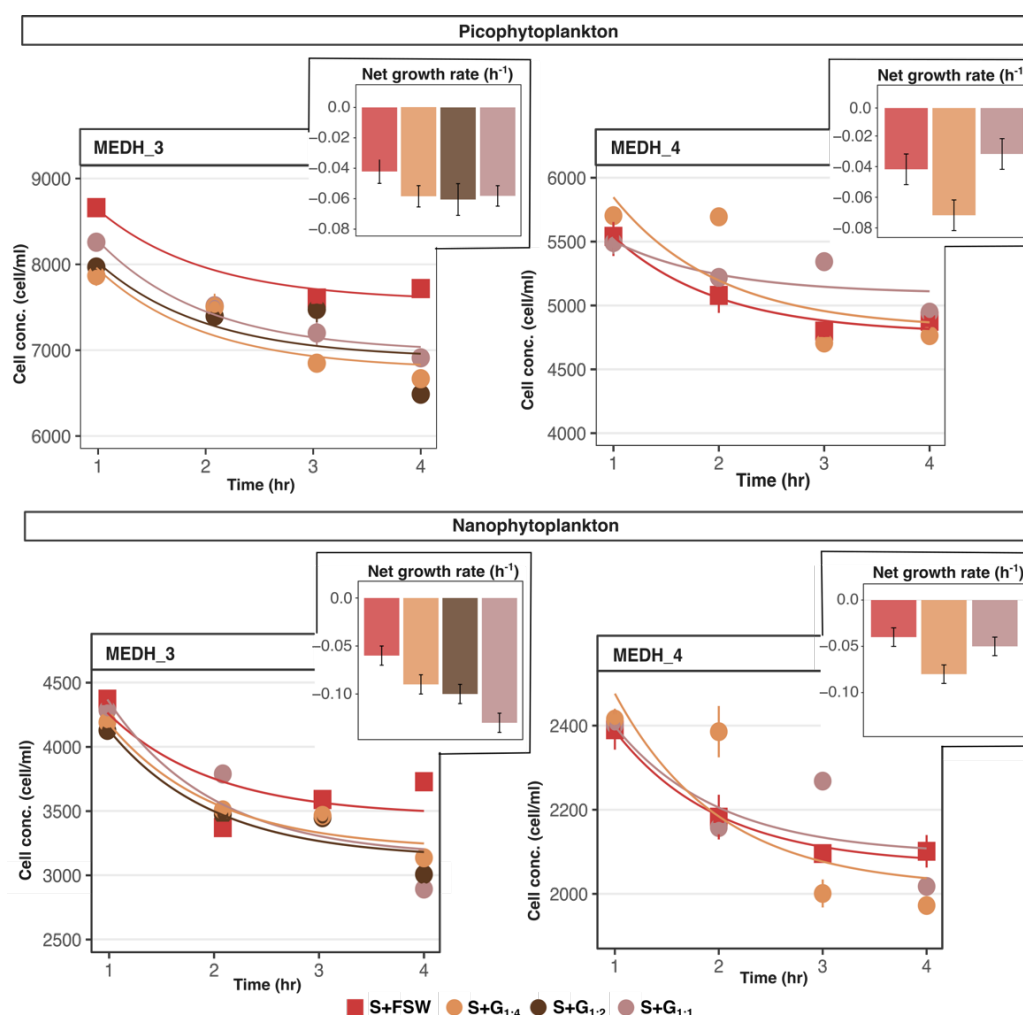 Picophytoplankton
Net growth rate (h⁻¹)
0.0
−0.02
−0.04
−0.06
−0.08
MEDH_3
9000
8000
7000
6000
Cell conc. (cell/ml)
1 2 3 4
Time (hr)
Net growth rate (h⁻¹)
0.0
−0.02
−0.04
−0.06
−0.08
MEDH_4
6000
5500
5000
4500
4000
Cell conc. (cell/ml)
1 2 3 4
Time (hr)
Nanophytoplankton
Net growth rate (h⁻¹)
0.0
−0.05
−0.10
MEDH_3
4500
4000
3500
3000
2500
Cell conc. (cell/ml)
1 2 3 4
Time (hr)
Net growth rate (h⁻¹)
0.0
−0.05
−0.10
MEDH_4
2400
2200
2000
Cell conc. (cell/ml)
1 2 3 4
Time (hr)
S+FSW S+G₁:₄ S+G₁:₂ S+G₁:₁